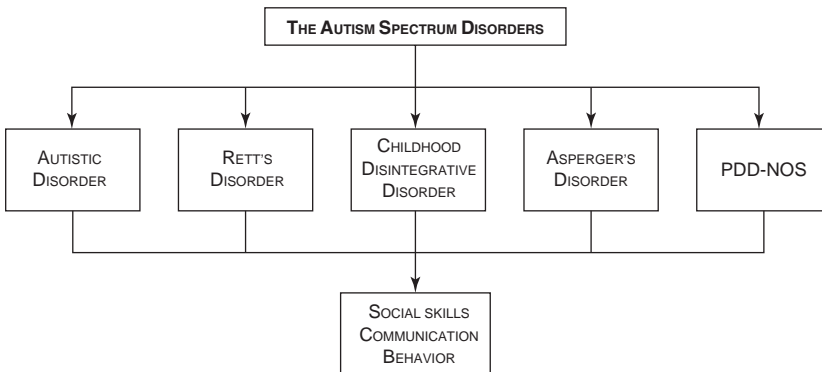 THE AUTISM SPECTRUM DISORDERS
AUTISTIC
DISORDER
RETT'S
DISORDER
CHILDHOOD
DISINTEGRATIVE
DISORDER
ASPERGER'S
DISORDER
PDD-NOS
SOCIAL SKILLS
COMMUNICATION
BEHAVIOR